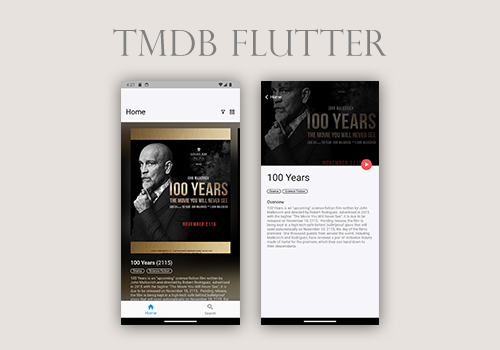 TMDB FLUTTER
4:27
Home
JOHN MALKOVICH
100 YEARS
THE MOVIE YOU WILL NEVER SEE
NOVEMBER 2115
100 Years (2115)
Drama
Science Fiction
100 Years is an "upcoming" science fiction film written by
John Malkovich and directed by Robert Rodriguez. Advertised
in 2015 with the tagline "The Movie You Will Never See", it is
due to be released on November 18, 2115. Pending release,
the film is being kept in a high-tech safe behind bulletproof
glass that will open automatically on November 18, 2115, the
Home
Search
Home
JOHN MALKOVICH
100 YEARS
THE MOVIE YOU WILL NEVER SEE
NOVEMBER 2115
100 Years
Drama
Science Fiction
Overview
100 Years is an "upcoming" science fiction film written by John
Malkovich and directed by Robert Rodriguez. Advertised in 2015
with the tagline "The Movie You Will Never See", it is due to be
released on November 18, 2115. Pending release, the film
is being kept in a high-tech safe behind bulletproof glass that will
open automatically on November 18, 2115, the day of the film's
premiere. One thousand guests from around the world, including
Malkovich and Rodriguez, have received a pair of invitation tickets
made of metal for the premiere, which they can hand down to
their descendants.